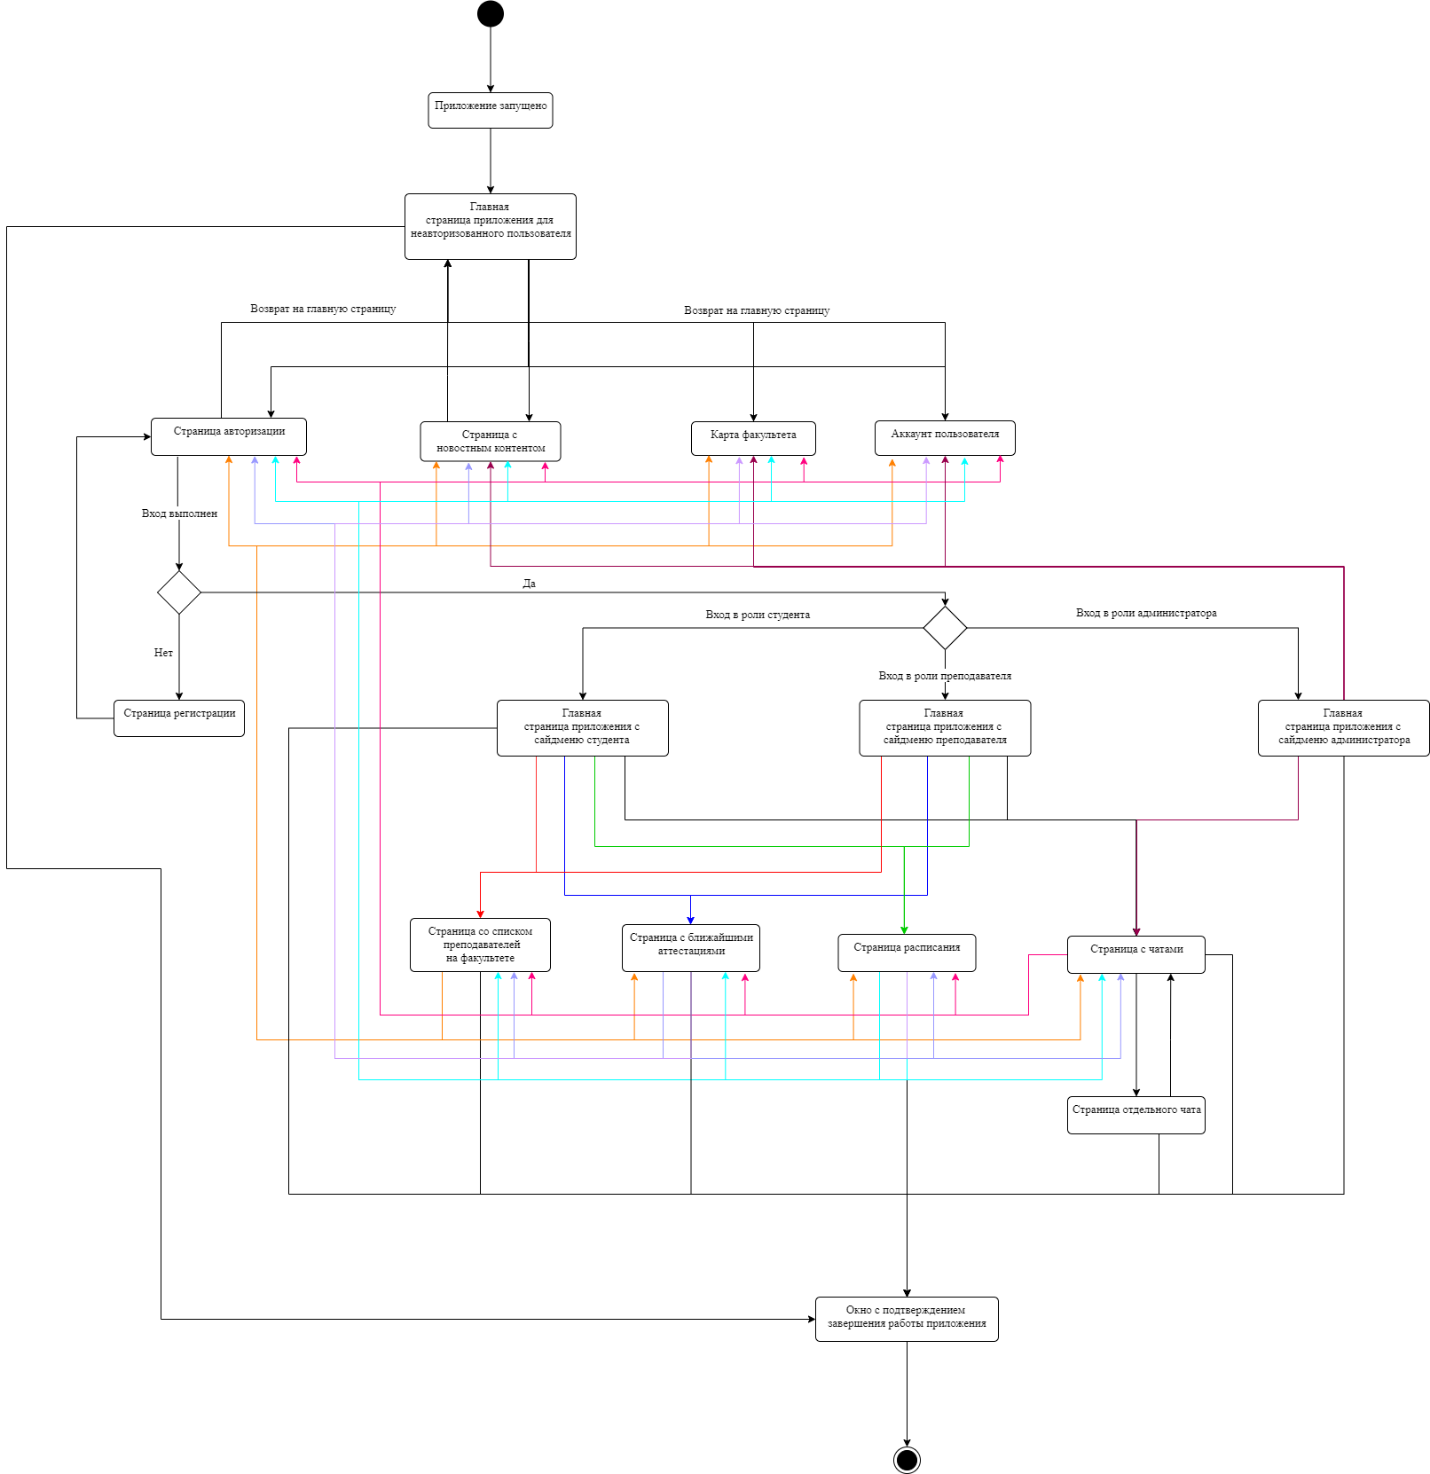 Приложение запущено
Главная
страница приложения для
неавторизованного пользователя
Возврат на главную страницу
Возврат на главную страницу
Страница авторизации
Страница с
новостным контентом
Карта факультета
Аккаунт пользователя
Вход выполнен
Да
Вход в роли студента
Вход в роли администратора
Нет
Вход в роли преподавателя
Страница регистрации
Главная
страница приложения с
сайдменю студента
Главная
страница приложения с
сайдменю преподавателя
Главная
страница приложения с
сайдменю администратора
Страница со списком
преподавателей
на факультете
Страница с ближайшими
аттестациями
Страница расписания
Страница с чатами
Страница отдельного чата
Окно с подтверждением
завершения работы приложения